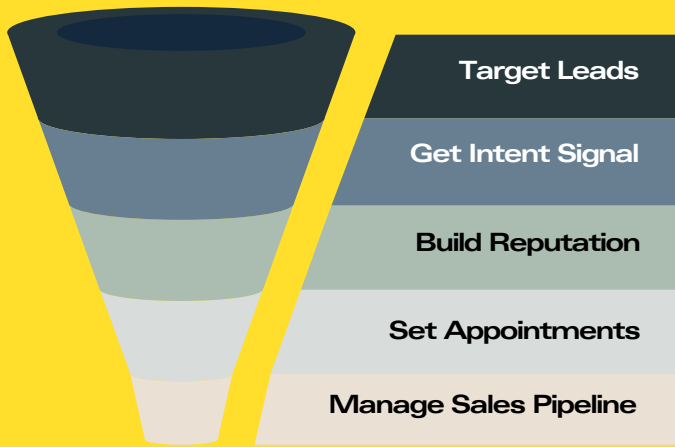 Target Leads
Get Intent Signal
Build Reputation
Set Appointments
Manage Sales Pipeline